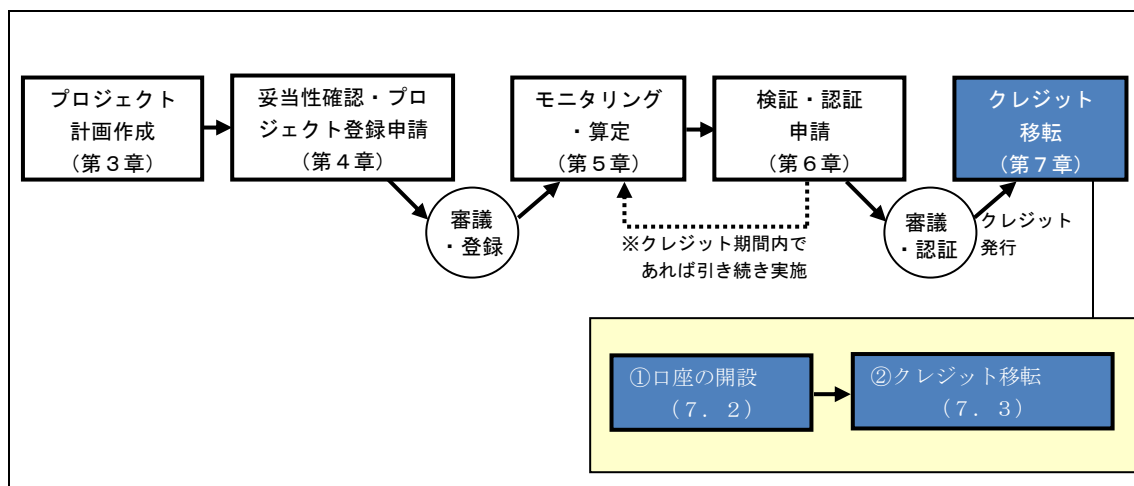 プロジェクト
計画作成
（第３章）
妥当性確認・プロ
ジェクト登録申請
（第４章）
審議
・登録
モニタリング
・算定
（第５章）
検証・認証
申請
（第６章）
※クレジット期間内で
あれば引き続き実施
審議
・認証
クレジット
発行
クレジット
移転
（第７章）
①口座の開設
（７．２）
②クレジット移転
（７．３）